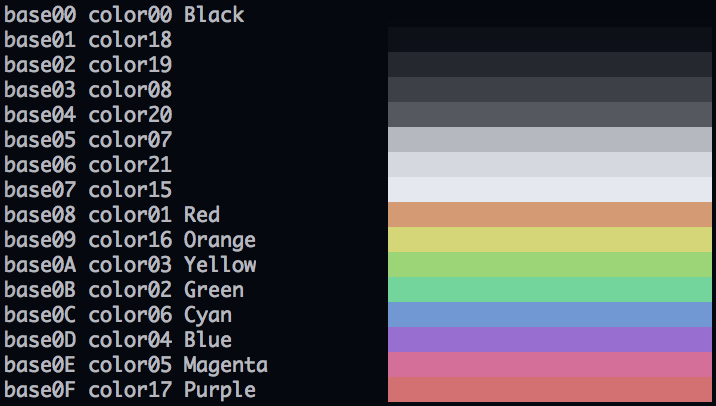 base00 color00 Black
base01 color18
base02 color19
base03 color08
base04 color20
base05 color07
base06 color21
base07 color15
base08 color01 Red
base09 color16 Orange
base0A color03 Yellow
base0B color02 Green
base0C color06 Cyan
base0D color04 Blue
base0E color05 Magenta
base0F color17 Purple